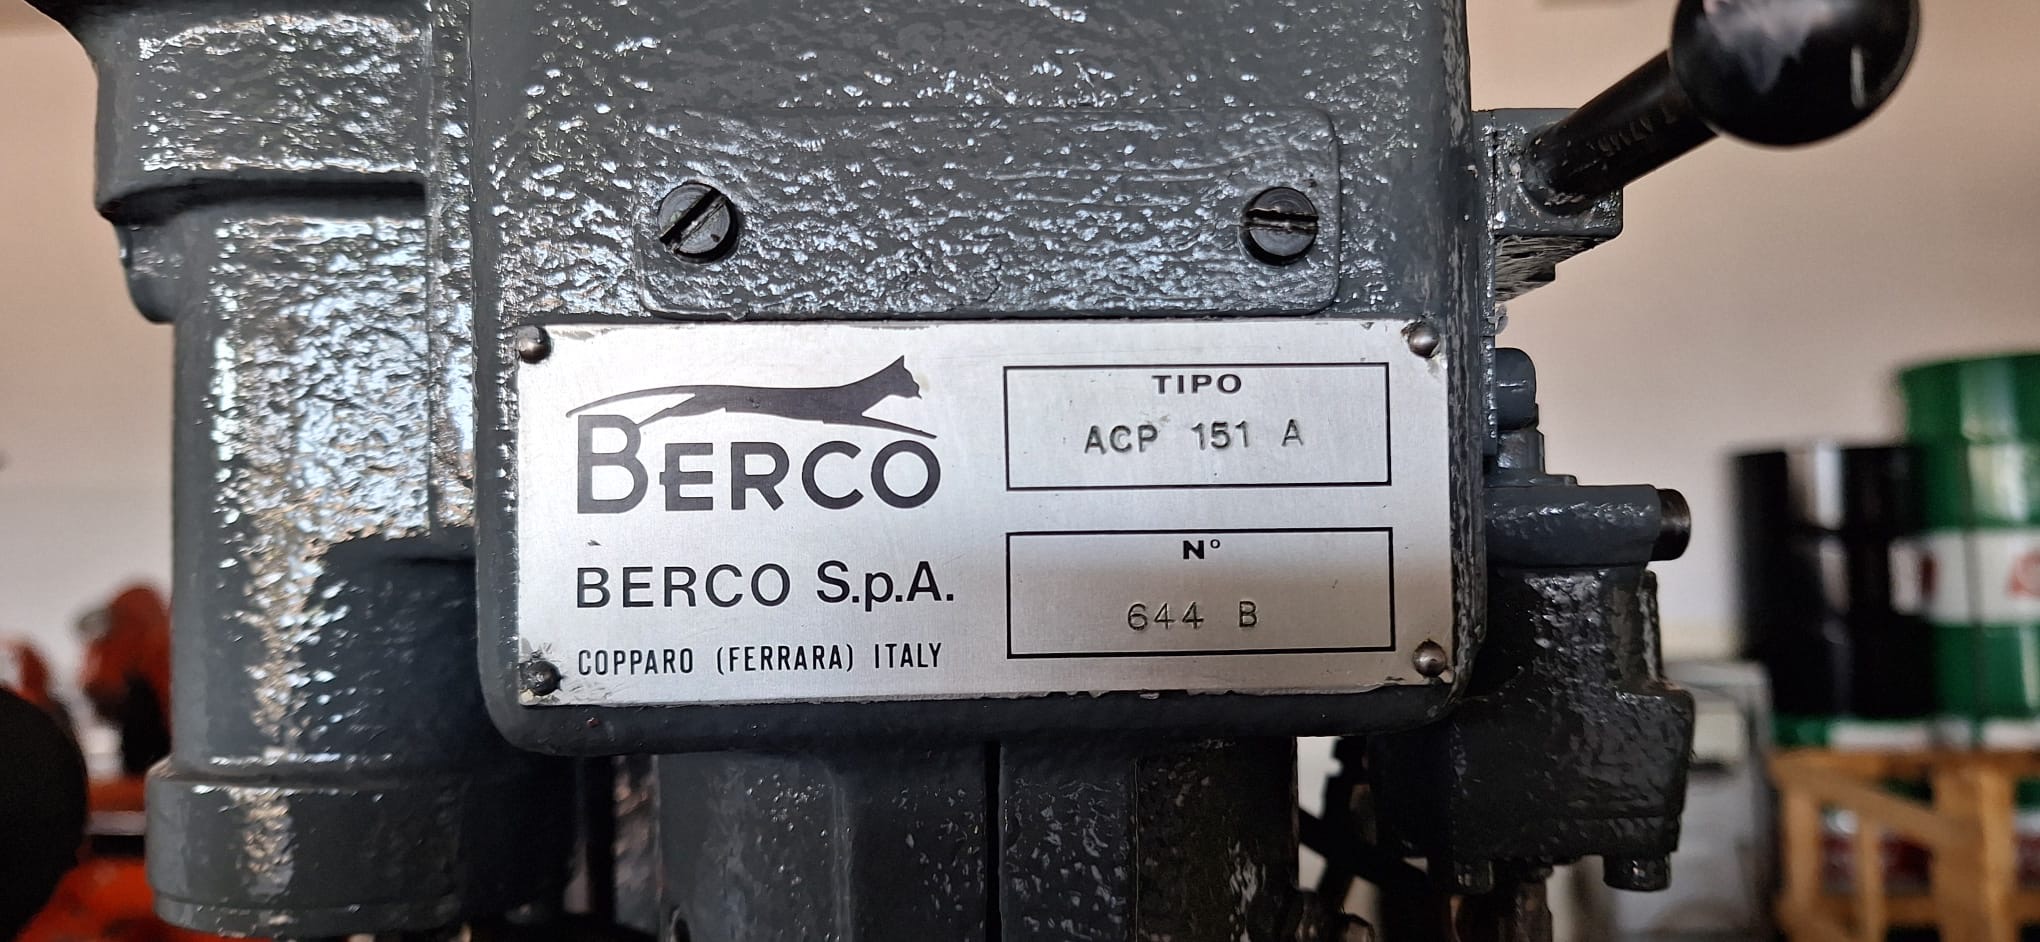 BERCO
BERCO S.p.A.
COPPARO (FERRARA) ITALY
TIPO
ACP 151 A
N°
644 B